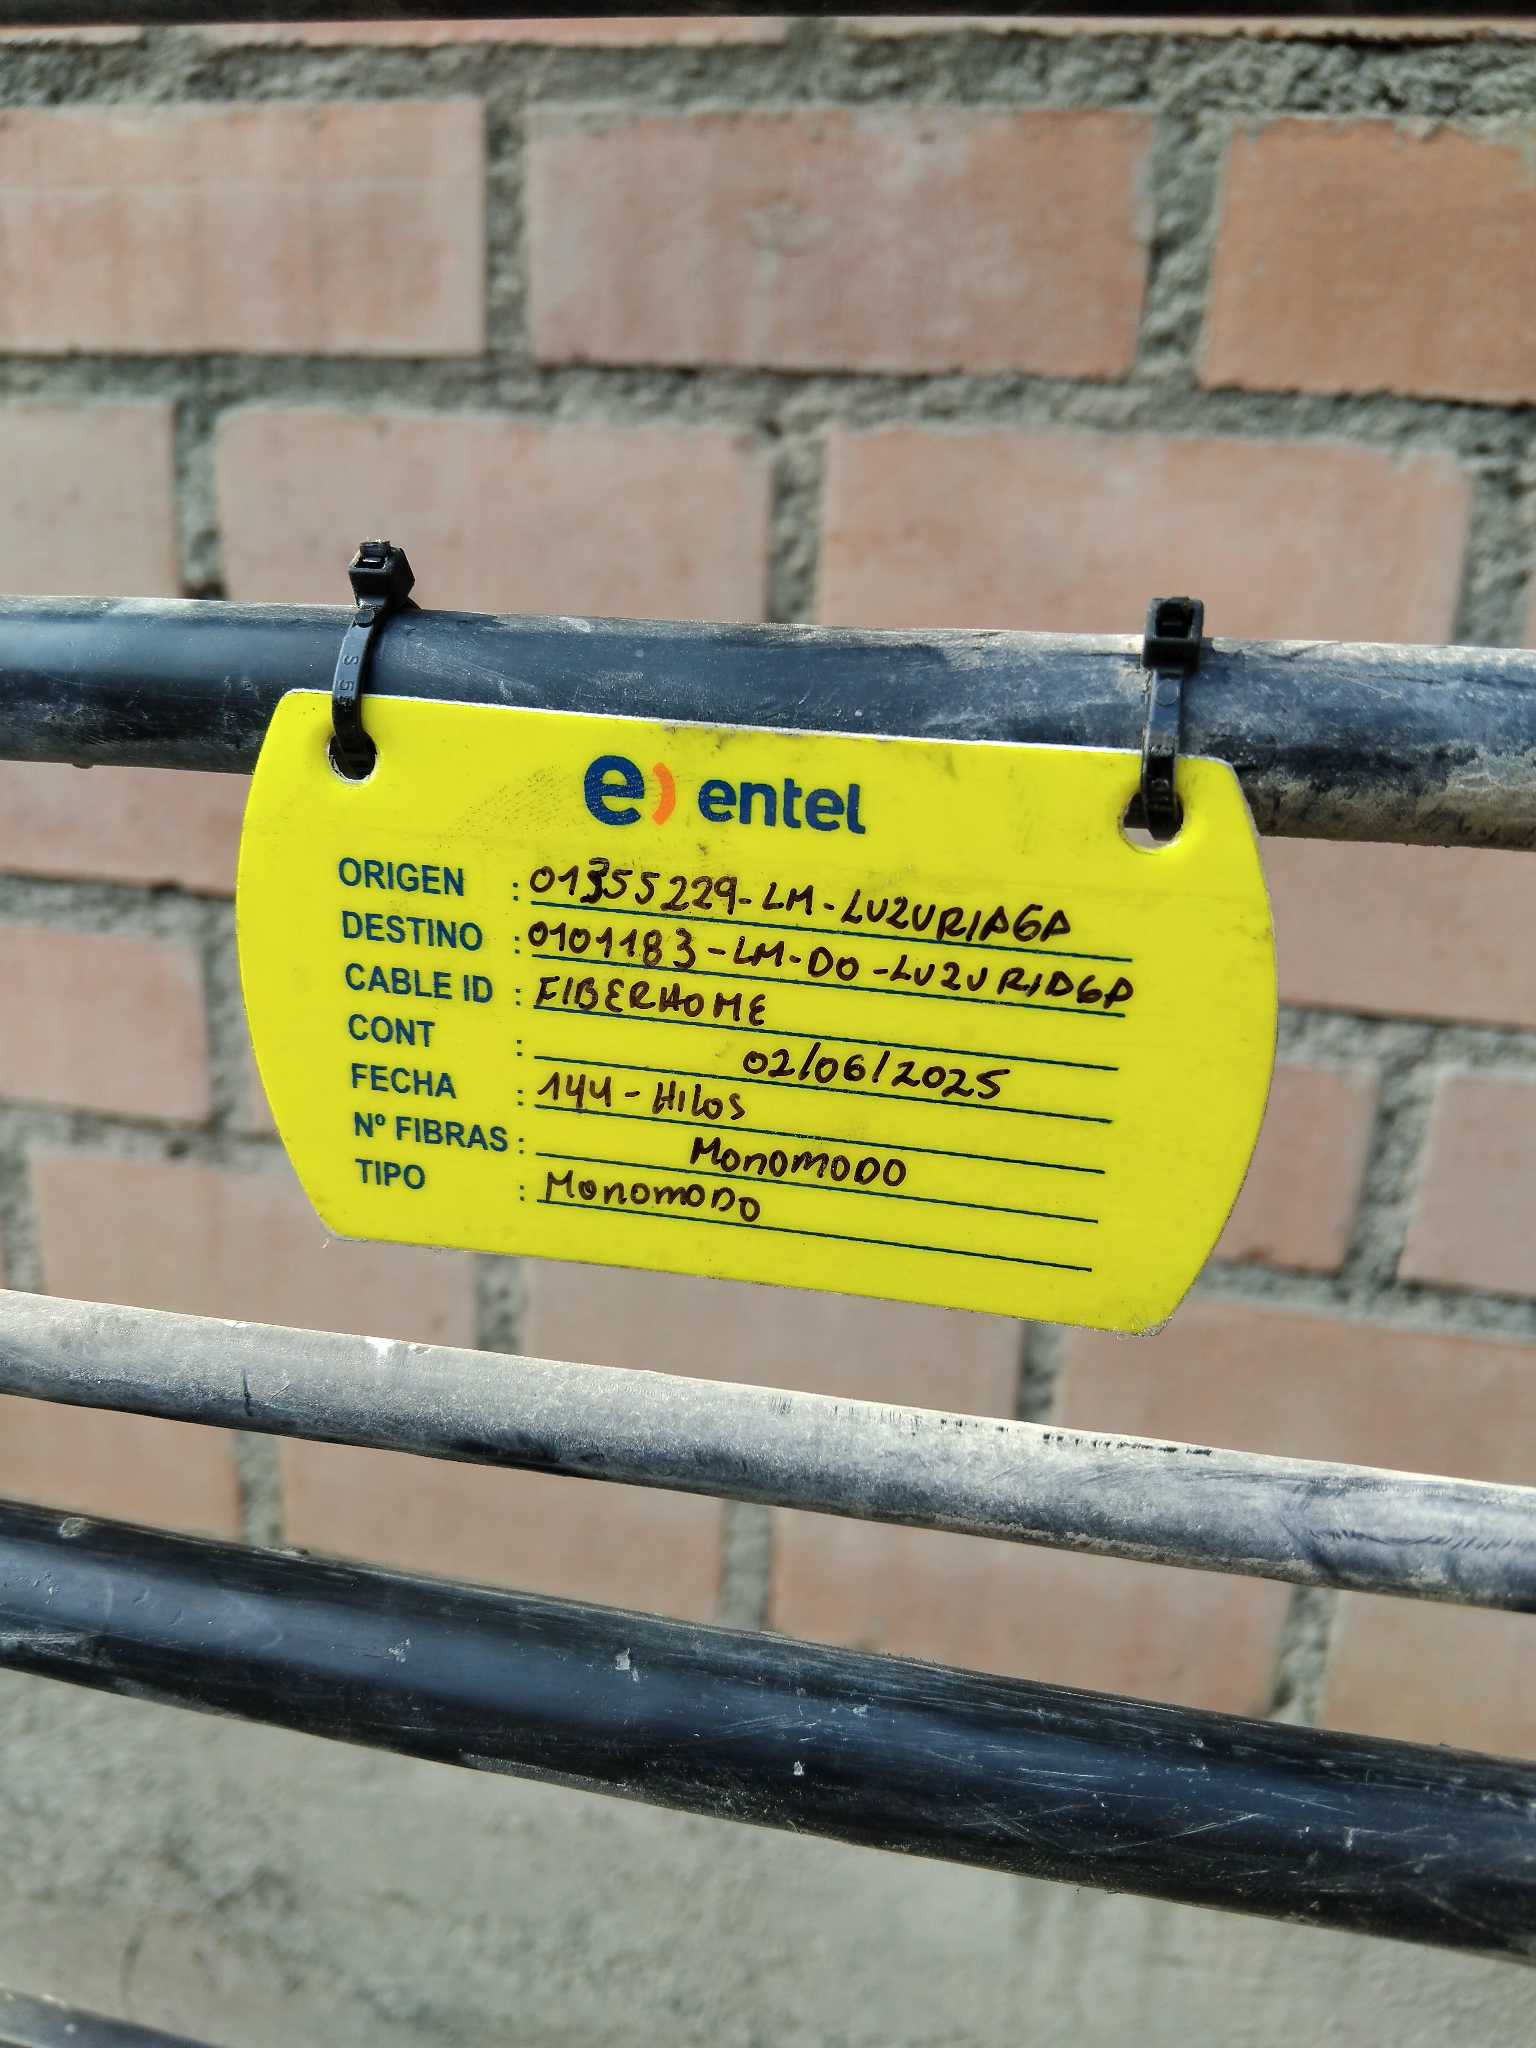 e) entel
ORIGEN : 01355229-LM-LUZURIAGA
DESTINO : 0101183-LM-DO-LUZURIAGA
CABLE ID : FIBERHOME
CONT : 02/06/2025
FECHA : 144-HILOS
Nº FIBRAS : MONOMODO
TIPO : MONOMODO